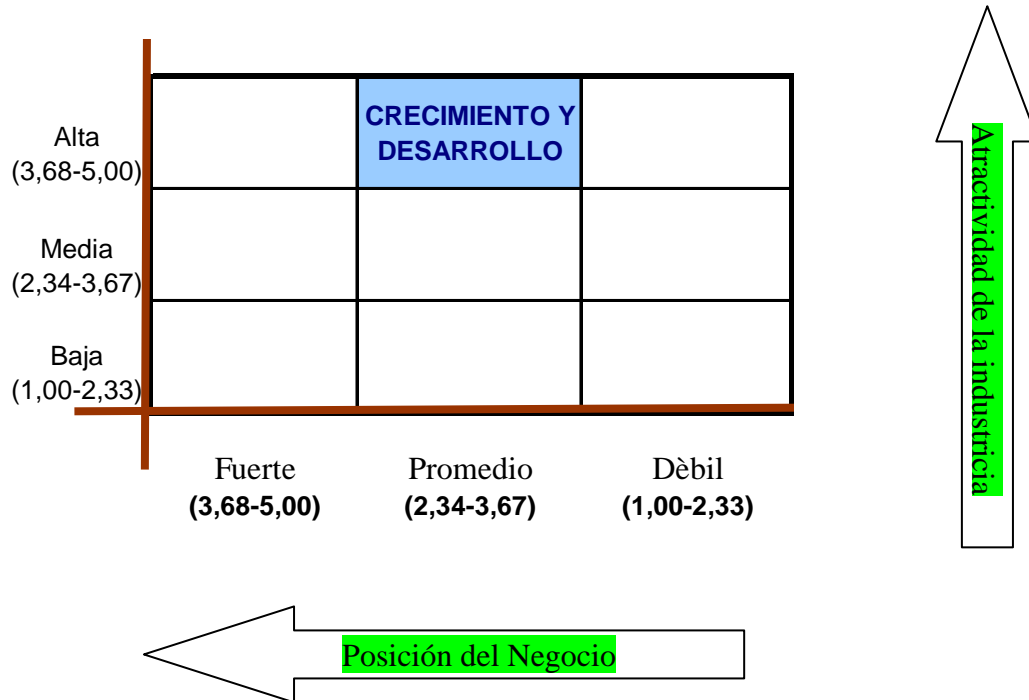 CRECIMIENTO Y
DESARROLLO
Alta
(3,68-5,00)
Media
(2,34-3,67)
Baja
(1,00-2,33)
Fuerte
(3,68-5,00)
Promedio
(2,34-3,67)
Dèbil
(1,00-2,33)
Atractividad de la industricia
Posición del Negocio